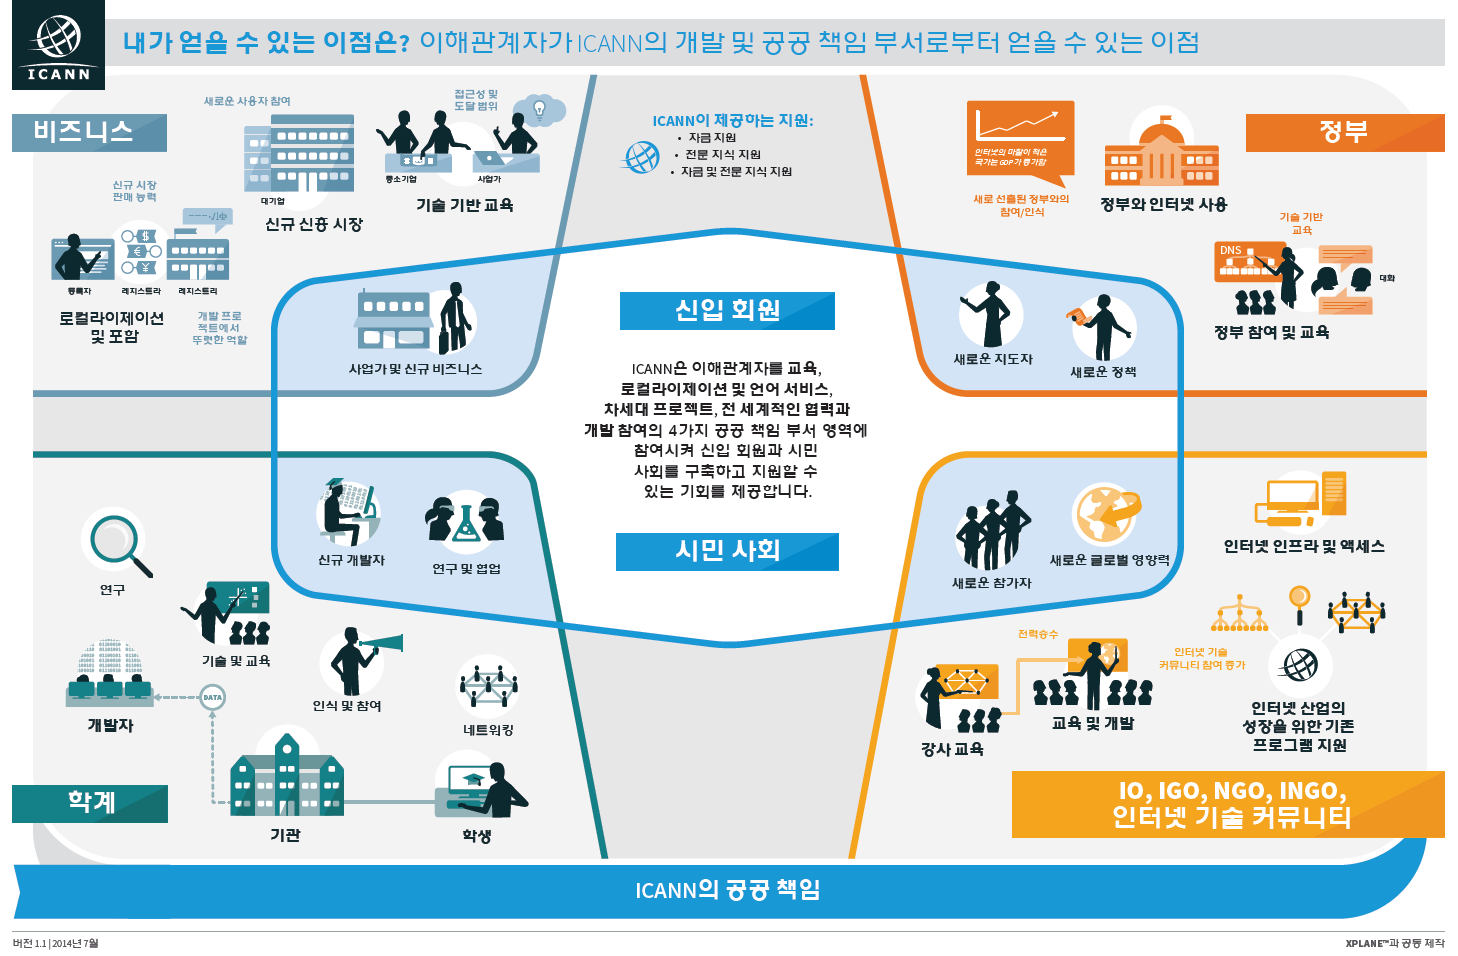 ICANN
내가 얻을 수 있는 이점은? 이해관계자가 ICANN의 개발 및 공공 책임 부서로부터 얻을 수 있는 이점
비즈니스
새로운 사용자 참여
대기업
신규 신흥 시장
접근성 및
도달 범위
중소기업
사업가
기술 기반 교육
신규 시장
판매 능력
$
€
¥
등록자
레지스트라
레지스트리
로컬라이제이션
및 포함
개발 프로
젝트에서
뚜렷한 역할
사업가 및 신규 비즈니스
ICANN이 제공하는 지원:
• 자금 지원
• 전문 지식 지원
• 자금 및 전문 지식 지원
정부
인터넷의 마찰이 적은
국가는 GDP가 증가함
새로 선출된 정부와의
참여/인식
정부와 인터넷 사용
기술 기반
교육
DNS
대화
정부 참여 및 교육
새로운 지도자
새로운 정책
신입 회원
ICANN은 이해관계자를 교육,
로컬라이제이션 및 언어 서비스,
차세대 프로젝트, 전 세계적인 협력과
개발 참여의 4가지 공공 책임 부서 영역에
참여시켜 신입 회원과 시민
사회를 구축하고 지원할 수
있는 기회를 제공합니다.
시민 사회
신규 개발자
연구 및 협업
연구
기술 및 교육
개발자
DATA
인식 및 참여
네트워킹
기관
학생
학계
새로운 참가자
새로운 글로벌 영향력
인터넷 인프라 및 액세스
전력승수
강사 교육
교육 및 개발
인터넷 기술
커뮤니티 참여 증가
인터넷 산업의
성장을 위한 기존
프로그램 지원
IO, IGO, NGO, INGO,
인터넷 기술 커뮤니티
ICANN의 공공 책임
버전 1.1 | 2014년 7월
XPLANE™과 공동 제작